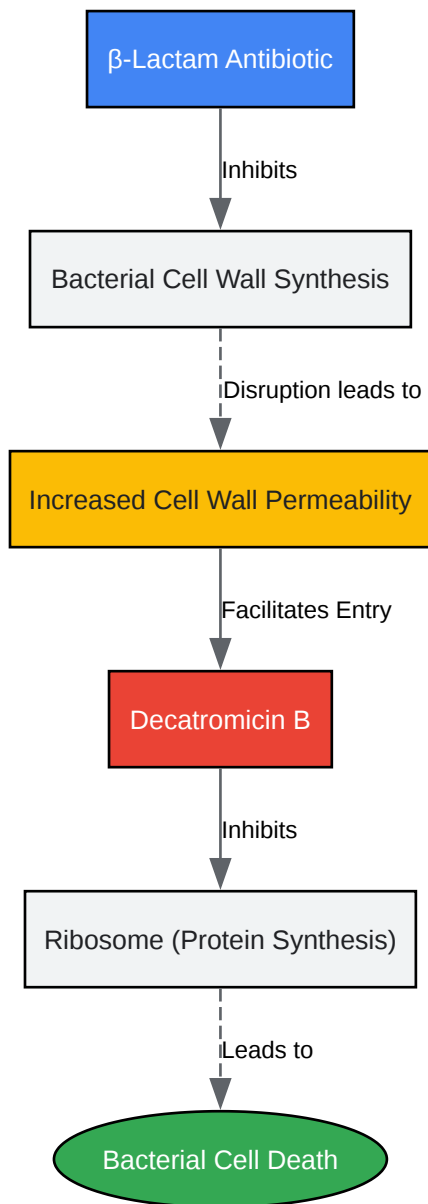 β-Lactam Antibiotic
Inhibits
Bacterial Cell Wall Synthesis
Disruption leads to
Increased Cell Wall Permeability
Facilitates Entry
Decatromicin B
Inhibits
Ribosome (Protein Synthesis)
Leads to
Bacterial Cell Death